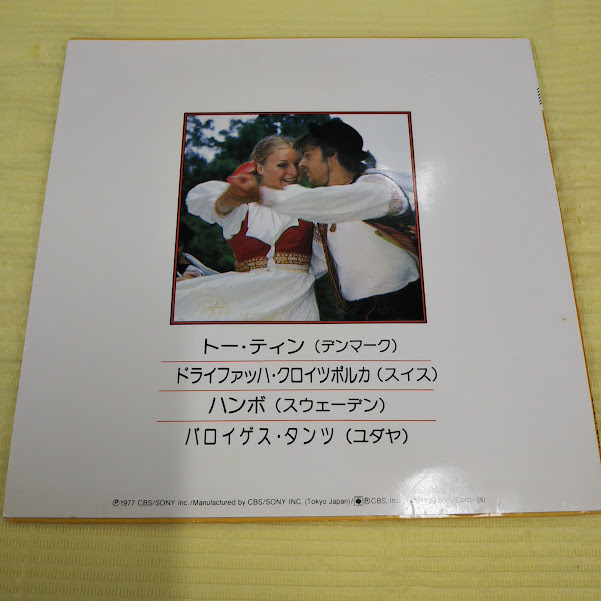 トー・ティン(デンマーク)
ドライファッハ・クロイツポルカ(スイス)
ハンボ(スウェーデン)
バロイゲス・タンツ(ユダヤ)
℗1977 CBS/SONY inc./Manufactured by CBS/SONY INC.(Tokyo Japan)/®CBS, inc.